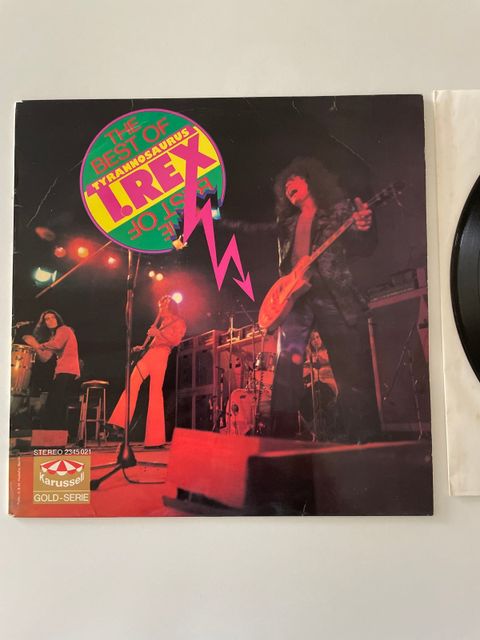 THE
BEST OF
"TYRANNOSAURUS"
T.REX
BEST OF
THE
STEREO 2345 021
Karussell
GOLD-SERIE